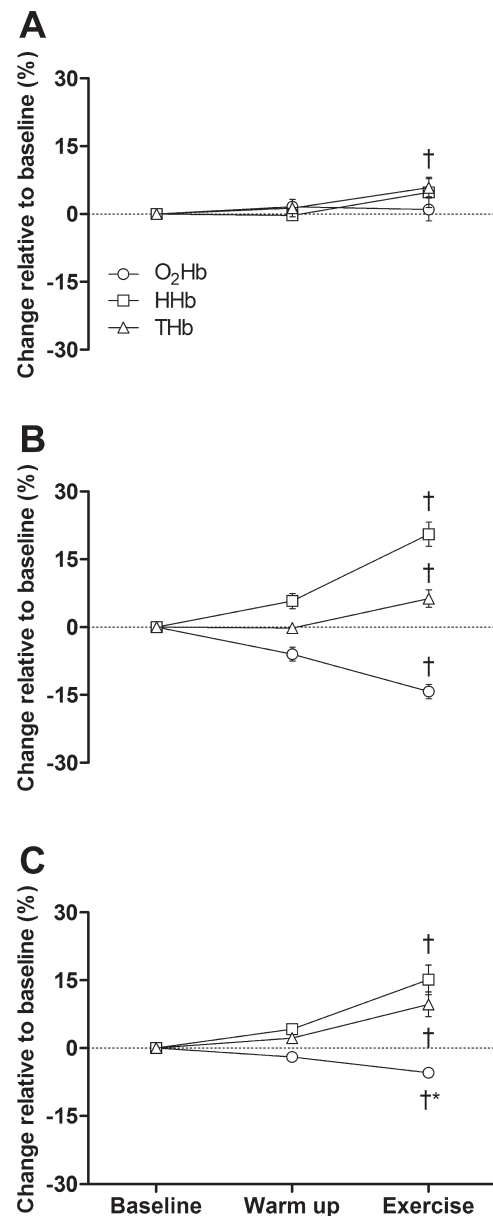 A
Change relative to baseline (%)
30
15
0
-15
-30
†
O₂Hb
HHb
THb
B
Change relative to baseline (%)
30
15
0
-15
-30
†
†
†
C
Change relative to baseline (%)
30
15
0
-15
-30
†
†
†*
Baseline Warm up Exercise